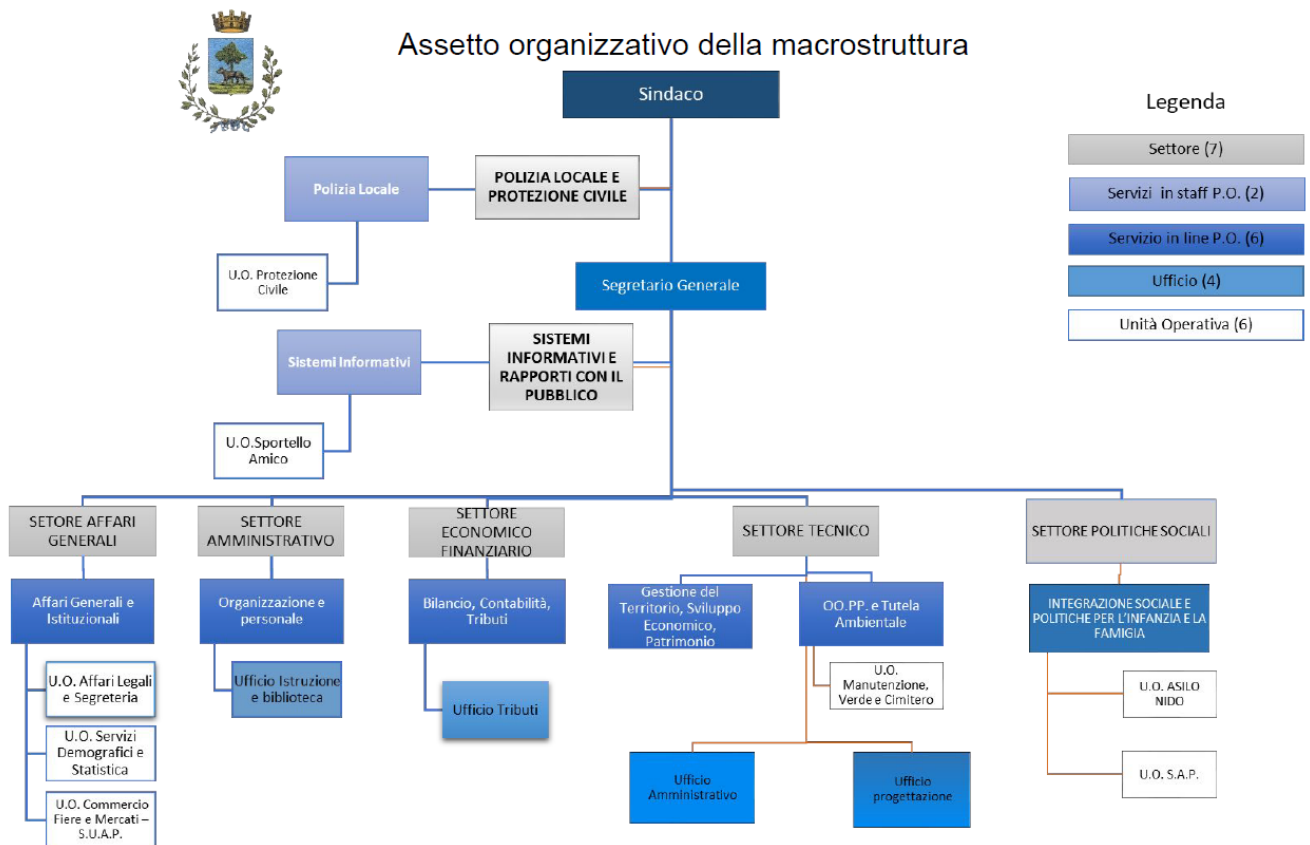 Assetto organizzativo della macrostruttura
Sindaco
Legenda
Settore (7)
Servizi in staff P.O. (2)
Servizio in line P.O. (6)
Ufficio (4)
Unità Operativa (6)
Polizia Locale
POLIZIA LOCALE E
PROTEZIONE CIVILE
U.O. Protezione
Civile
Segretario Generale
Sistemi Informativi
SISTEMI
INFORMATIVI E
RAPPORTI CON IL
PUBBLICO
U.O.Sportello
Amico
SETORE AFFARI
GENERALI
SETTORE
AMMINISTRATIVO
SETTORE
ECONOMICO
FINANZIARIO
SETTORE TECNICO
SETTORE POLITICHE SOCIALI
Affari Generali e
Istituzionali
Organizzazione e
personale
Bilancio, Contabilità,
Tributi
Gestione del
Territorio, Sviluppo
Economico,
Patrimonio
OO.PP. e Tutela
Ambientale
INTEGRAZIONE SOCIALE E
POLITICHE PER L'INFANZIA E LA
FAMIGIA
U.O. Affari Legali
e Segreteria
Ufficio Istruzione
e biblioteca
Ufficio Tributi
U.O.
Manutenzione,
Verde e Cimitero
U.O. ASILO
NIDO
U.O. Servizi
Demografici e
Statistica
Ufficio
Amministrativo
Ufficio
progettazione
U.O. S.A.P.
U.O. Commercio
Fiere e Mercati –
S.U.A.P.